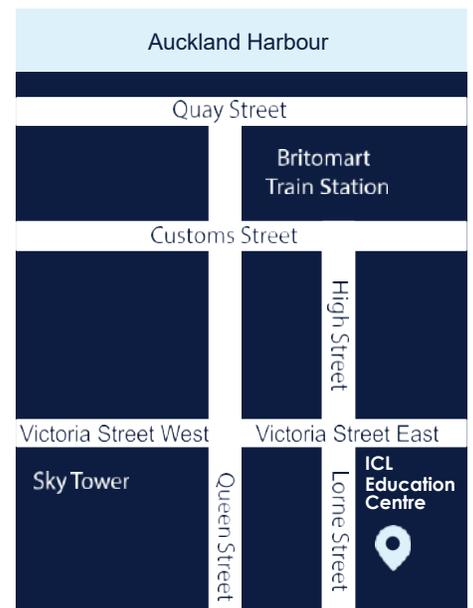 Auckland Harbour
Quay Street
Britomart
Train Station
Customs Street
High Street
Victoria Street West
Victoria Street East
Sky Tower
Queen Street
Lorne Street
ICL
Education
Centre